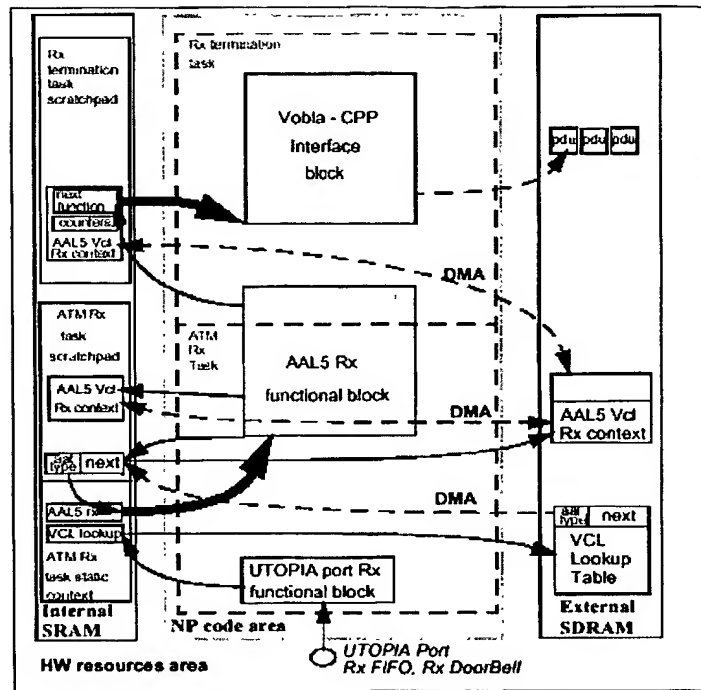 Rx
termination
task
scratchpad
next
function
counters
AAL5 Vcl
Rx context
ATM Rx
task
scratchpad
AAL5 Vcl
Rx context
aal
type
next
AAL5 rx
VCL lookup
ATM Rx
task static
context
Internal
SRAM
Rx termination
task
Vobla - CPP
Interface
block
ATM
Rx
Task
AAL5 Rx
functional block
UTOPIA port Rx
functional block
NP code area
DMA
DMA
DMA
pdu pdu pdu
AAL5 Vcl
Rx context
aal
type
next
VCL
Lookup
Table
External
SDRAM
UTOPIA Port
Rx FIFO, Rx DoorBell
HW resources area